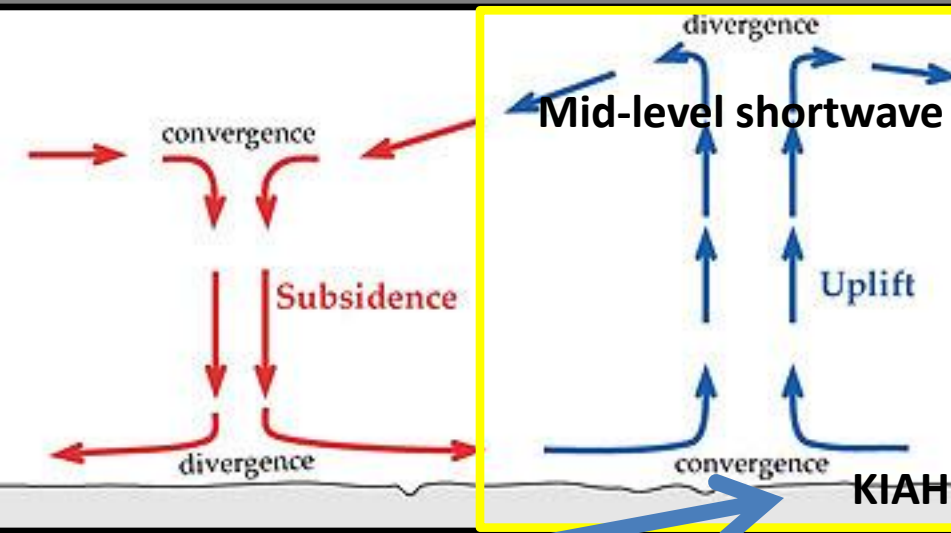 divergence
Mid-level shortwave
convergence
Subsidence
Uplift
divergence
convergence
KIAH